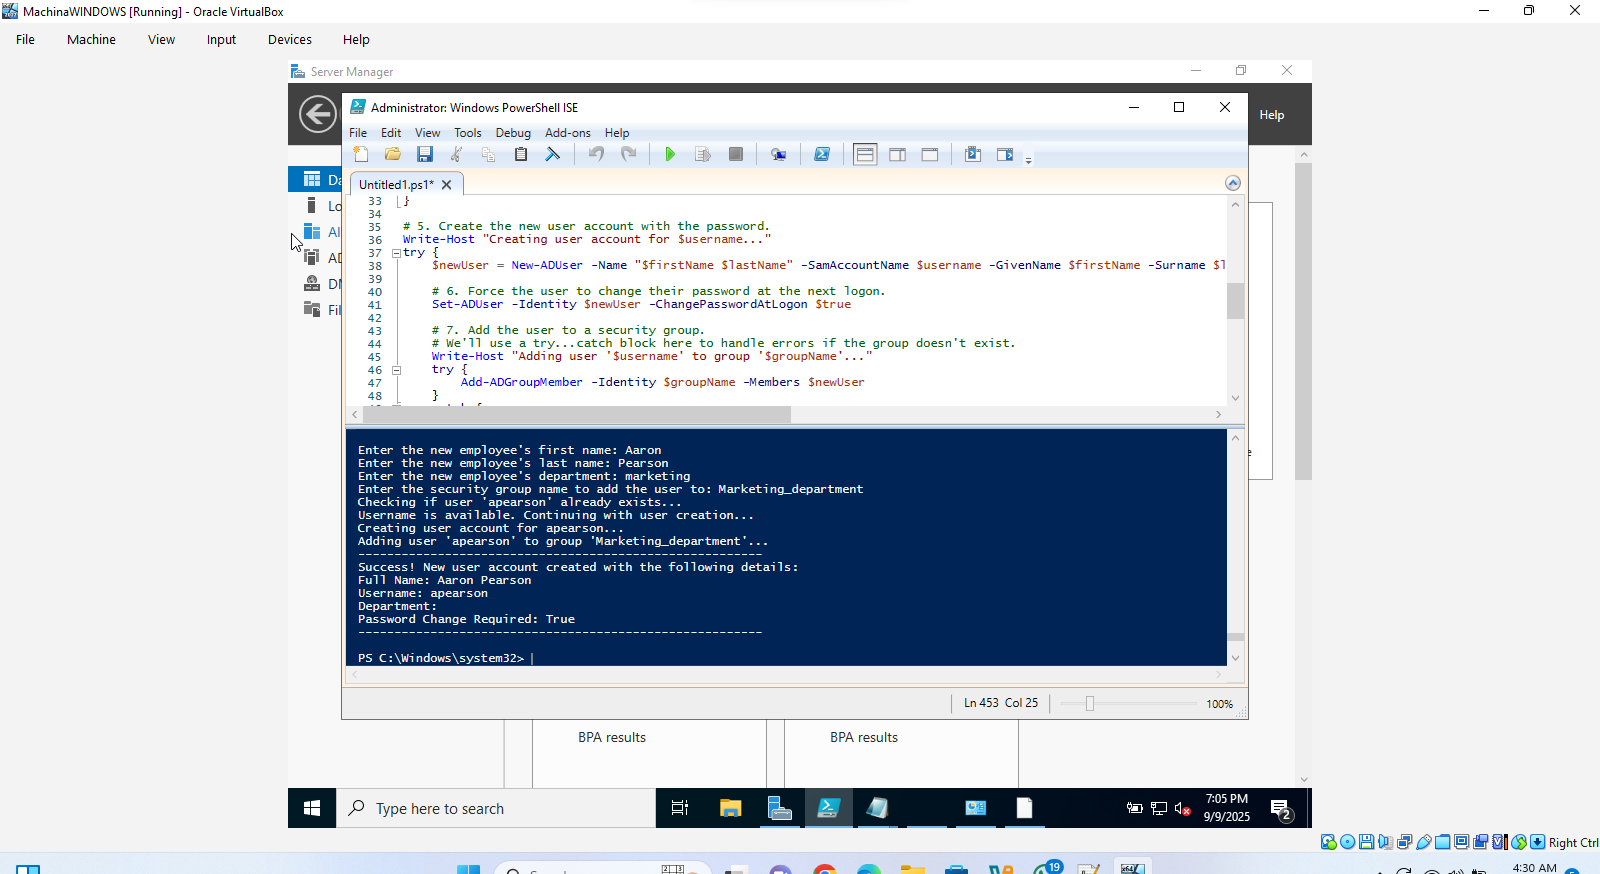 MachinaWINDOWS [Running] - Oracle VirtualBox
File Machine View Input Devices Help
Server Manager
Administrator: Windows PowerShell ISE
Help
File Edit View Tools Debug Add-ons Help
Untitled1.ps1*
33 }
34
35 # 5. Create the new user account with the password.
36 Write-Host "Creating user account for $username..."
37 try {
38 $newUser = New-ADUser -Name "$firstName $lastName" -SamAccountName $username -GivenName $firstName -Surname $l
39
40 # 6. Force the user to change their password at the next logon.
41 Set-ADUser -Identity $newUser -ChangePasswordAtLogon $true
42
43 # 7. Add the user to a security group.
44 # We'll use a try...catch block here to handle errors if the group doesn't exist.
45 Write-Host "Adding user '$username' to group '$groupName'..."
46 try {
47 Add-ADGroupMember -Identity $groupName -Members $newUser
48 }
Enter the new employee's first name: Aaron
Enter the new employee's last name: Pearson
Enter the new employee's department: marketing
Enter the security group name to add the user to: Marketing_department
Checking if user 'apearson' already exists...
Username is available. Continuing with user creation...
Creating user account for apearson...
Adding user 'apearson' to group 'Marketing_department'...
--------------------------------------------------------
Success! New user account created with the following details:
Full Name: Aaron Pearson
Username: apearson
Department:
Password Change Required: True
--------------------------------------------------------
PS C:\Windows\system32>
Ln 453 Col 25 100%
BPA results BPA results
Type here to search
7:05 PM
9/9/2025
2
Right Ctrl
19
4:30 AM